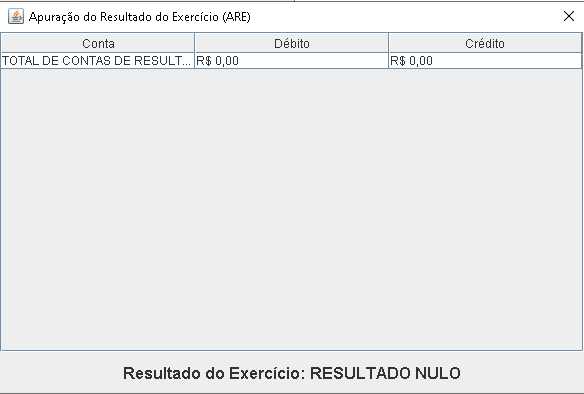 Apuração do Resultado do Exercício (ARE)
Conta Débito Crédito
TOTAL DE CONTAS DE RESULT... R$ 0,00 R$ 0,00
Resultado do Exercício: RESULTADO NULO